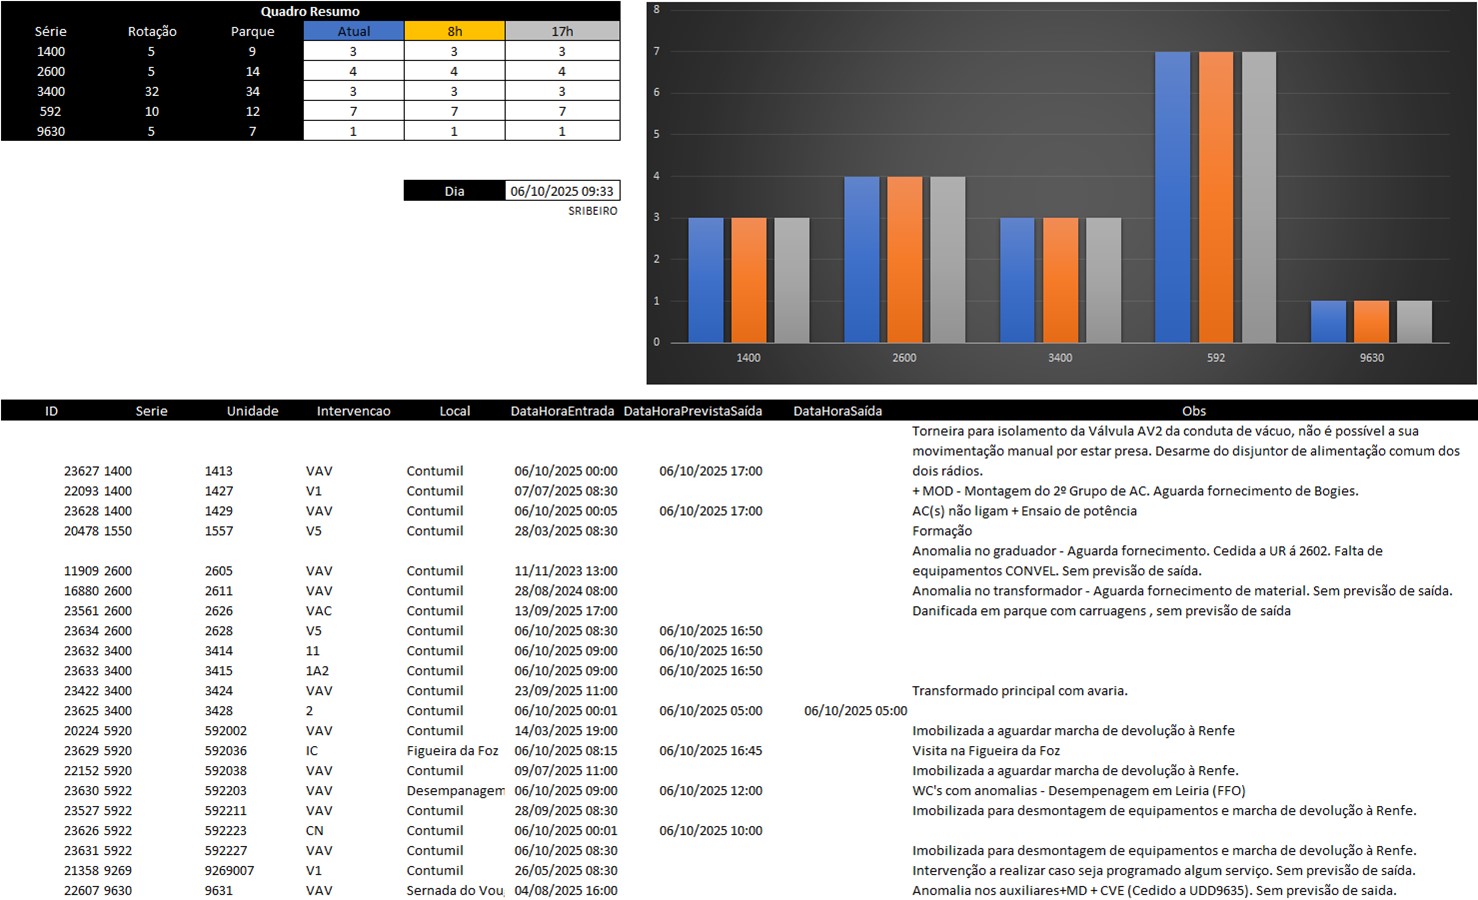 Quadro Resumo
Série Rotação Parque Atual 8h 17h
1400 5 9 3 3 3
2600 5 14 4 4 4
3400 32 34 3 3 3
592 10 12 7 7 7
9630 5 7 1 1 1
Dia 06/10/2025 09:33
SRIBEIRO
8
7
6
5
4
3
2
1
0
1400 2600 3400 592 9630
ID Serie Unidade Intervencao Local DataHoraEntrada DataHoraPrevistaSaída DataHoraSaída Obs
Torneira para isolamento da Válvula AV2 da conduta de vácuo, não é possível a sua
movimentação manual por estar presa. Desarme do disjuntor de alimentação comum dos
23627 1400 1413 VAV Contumil 06/10/2025 00:00 06/10/2025 17:00 dois rádios.
22093 1400 1427 V1 Contumil 07/07/2025 08:30 + MOD - Montagem do 2º Grupo de AC. Aguarda fornecimento de Bogies.
23628 1400 1429 VAV Contumil 06/10/2025 00:05 06/10/2025 17:00 AC(s) não ligam + Ensaio de potência
20478 1550 1557 V5 Contumil 28/03/2025 08:30 Formação
Anomalia no graduador - Aguarda fornecimento. Cedida a UR á 2602. Falta de
11909 2600 2605 VAV Contumil 11/11/2023 13:00 equipamentos CONVEL. Sem previsão de saída.
16880 2600 2611 VAV Contumil 28/08/2024 08:00 Anomalia no transformador - Aguarda fornecimento de material. Sem previsão de saída.
23561 2600 2626 VAC Contumil 13/09/2025 17:00 Danificada em parque com carruagens , sem previsão de saída
23634 2600 2628 V5 Contumil 06/10/2025 08:30 06/10/2025 16:50
23632 3400 3414 11 Contumil 06/10/2025 09:00 06/10/2025 16:50
23633 3400 3415 1A2 Contumil 06/10/2025 09:00 06/10/2025 16:50
23422 3400 3424 VAV Contumil 23/09/2025 11:00 Transformado principal com avaria.
23625 3400 3428 2 Contumil 06/10/2025 00:01 06/10/2025 05:00 06/10/2025 05:00
20224 5920 592002 VAV Contumil 14/03/2025 19:00 Imobilizada a aguardar marcha de devolução à Renfe
23629 5920 592036 IC Figueira da Foz 06/10/2025 08:15 06/10/2025 16:45 Visita na Figueira da Foz
22152 5920 592038 VAV Contumil 09/07/2025 11:00 Imobilizada a aguardar marcha de devolução à Renfe.
23630 5922 592203 VAV Desempanagem 06/10/2025 09:00 06/10/2025 12:00 WC's com anomalias - Desempenagem em Leiria (FFO)
23527 5922 592211 VAV Contumil 28/09/2025 08:30 Imobilizada para desmontagem de equipamentos e marcha de devolução à Renfe.
23626 5922 592223 CN Contumil 06/10/2025 00:01 06/10/2025 10:00
23631 5922 592227 VAV Contumil 06/10/2025 08:30 Imobilizada para desmontagem de equipamentos e marcha de devolução à Renfe.
21358 9269 9269007 V1 Contumil 26/05/2025 08:30 Intervenção a realizar caso seja programado algum serviço. Sem previsão de saída.
22607 9630 9631 VAV Sernada do Vou 04/08/2025 16:00 Anomalia nos auxiliares+MD + CVE (Cedido a UDD9635). Sem previsão de saida.